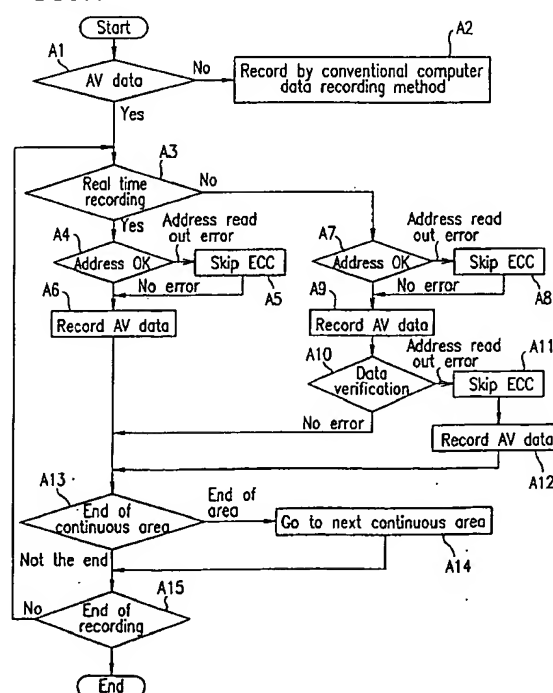 Start
A1
A2
AV data
No
Record by conventional computer
data recording method
Yes
A3
Real time
recording
No
Yes
A4
Address read
out error
Address OK
Skip ECC
No error
A5
A6
Record AV data
A7
Address read
out error
Address OK
Skip ECC
No error
A8
A9
Record AV data
A10
Address read
out error
A11
Data
verification
Skip ECC
No error
Record AV data
A12
A13
End of
continuous area
End of
area
Go to next continuous area
Not the end
A14
A15
No
End of
recording
End